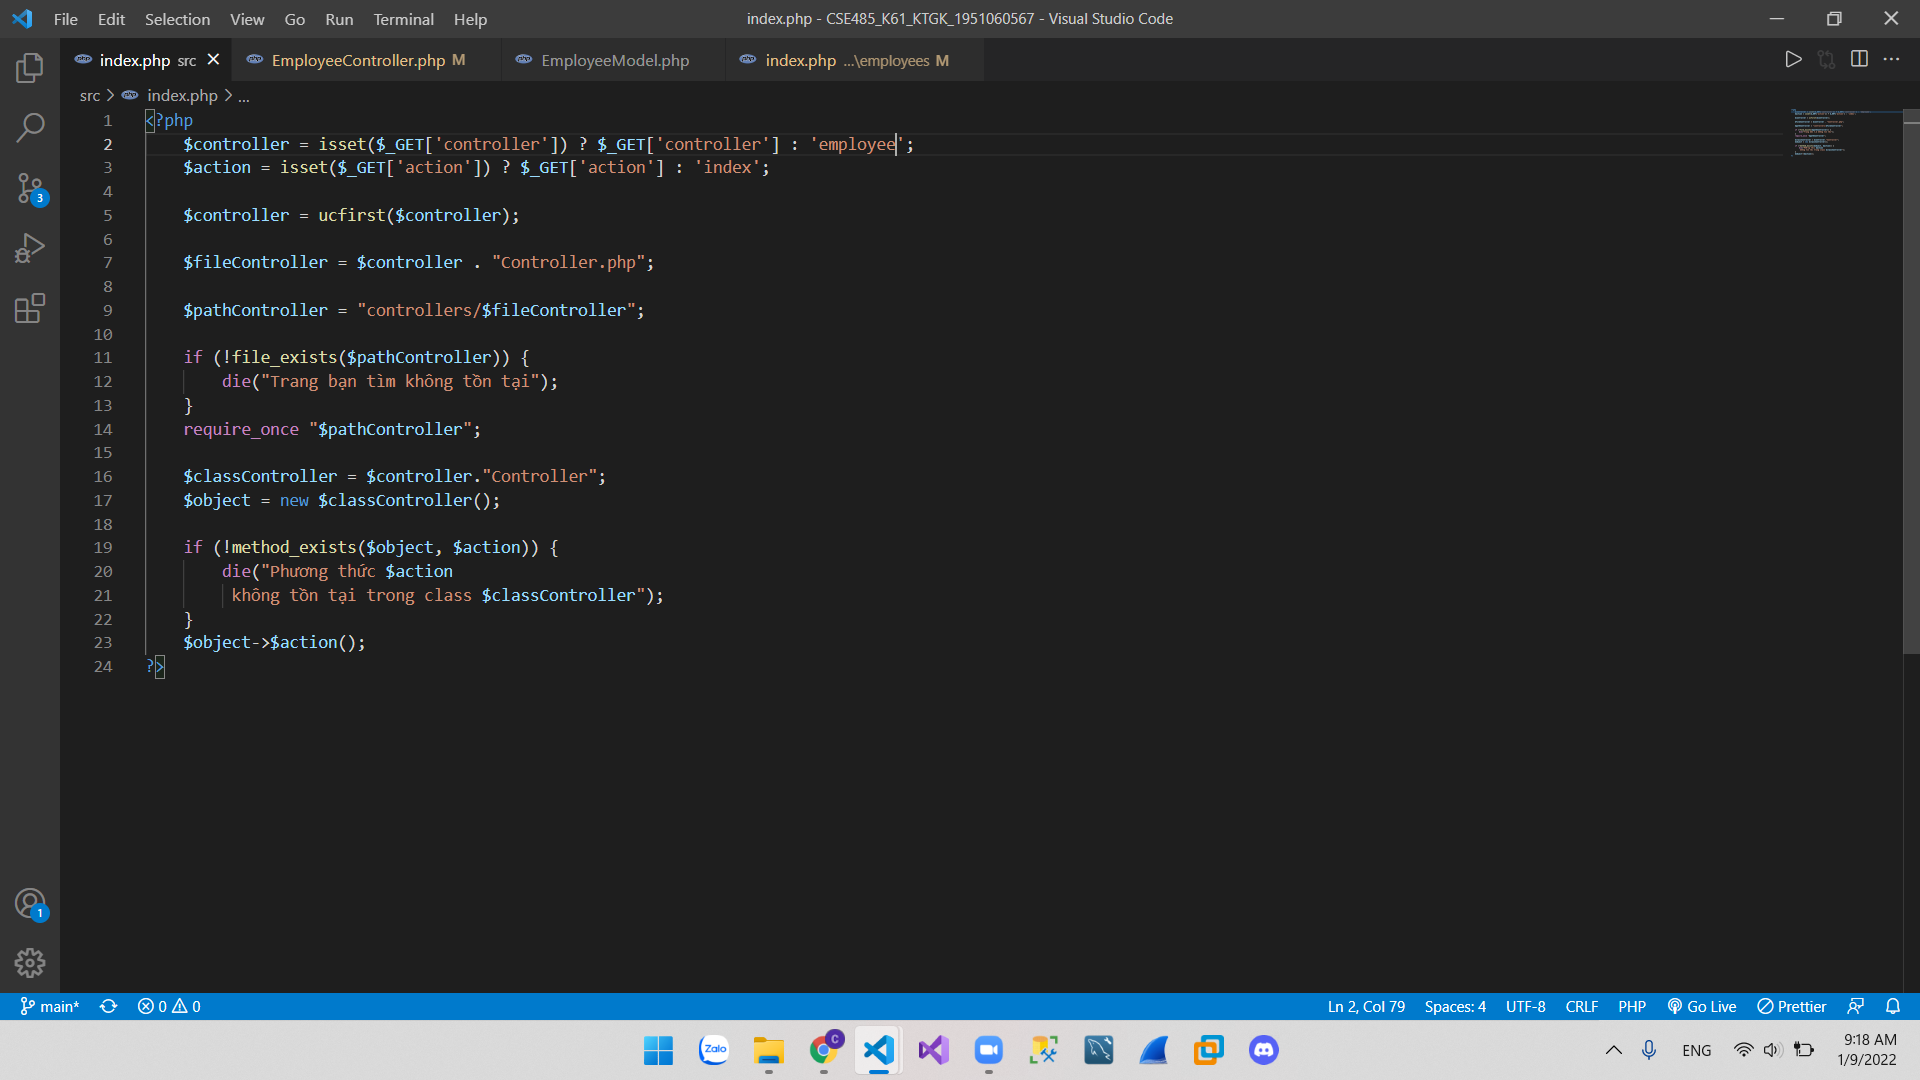 File Edit Selection View Go Run Terminal Help
index.php - CSE485_K61_KTGK_1951060567 - Visual Studio Code
index.php src
EmployeeController.php M
EmployeeModel.php
index.php ...\employees M
src > index.php > ...
1 <?php
2 $controller = isset($_GET['controller']) ? $_GET['controller'] : 'employee';
3 $action = isset($_GET['action']) ? $_GET['action'] : 'index';
4
5 $controller = ucfirst($controller);
6
7 $fileController = $controller . "Controller.php";
8
9 $pathController = "controllers/$fileController";
10
11 if (!file_exists($pathController)) {
12 die("Trang bạn tìm không tồn tại");
13 }
14 require_once "$pathController";
15
16 $classController = $controller."Controller";
17 $object = new $classController();
18
19 if (!method_exists($object, $action)) {
20 die("Phương thức $action
21 không tồn tại trong class $classController");
22 }
23 $object->$action();
24 ?>
3
1
main* 0 0
Ln 2, Col 79 Spaces: 4 UTF-8 CRLF PHP Go Live Prettier
Zalo
C
ENG
9:18 AM
1/9/2022